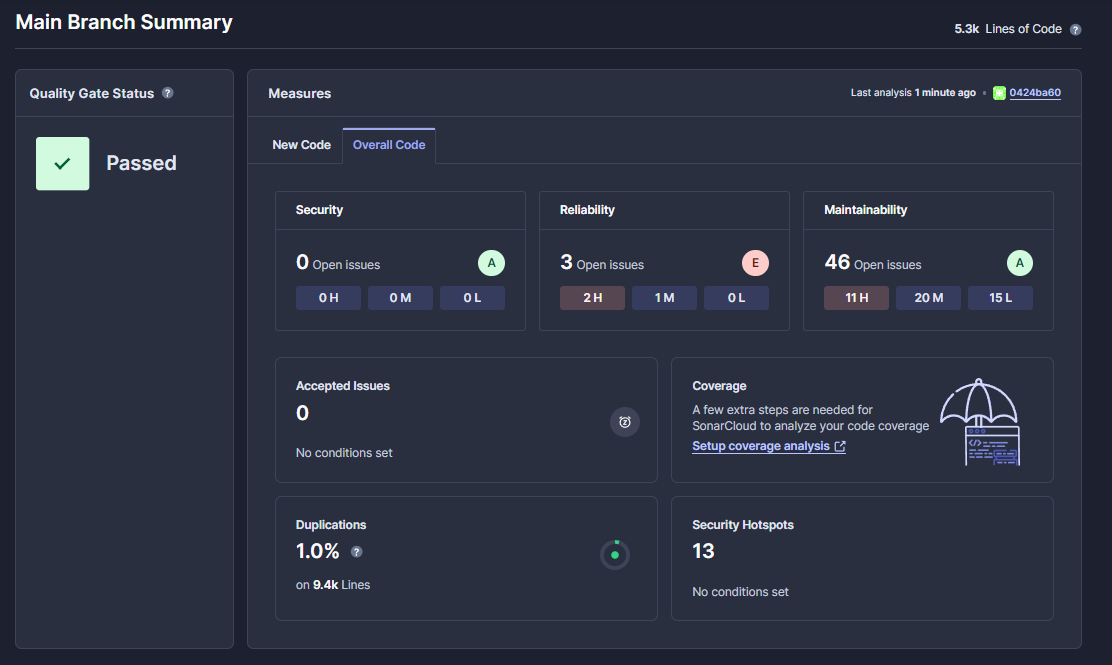 Main Branch Summary
5.3k Lines of Code ?
Quality Gate Status ?
Passed
Measures
Last analysis 1 minute ago • 0424ba60
New Code
Overall Code
Security
0 Open issues
A
0 H
0 M
0 L
Reliability
3 Open issues
E
2 H
1 M
0 L
Maintainability
46 Open issues
A
11 H
20 M
15 L
Accepted Issues
0
No conditions set
Coverage
A few extra steps are needed for
SonarCloud to analyze your code coverage
Setup coverage analysis
Duplications
1.0% ?
on 9.4k Lines
Security Hotspots
13
No conditions set